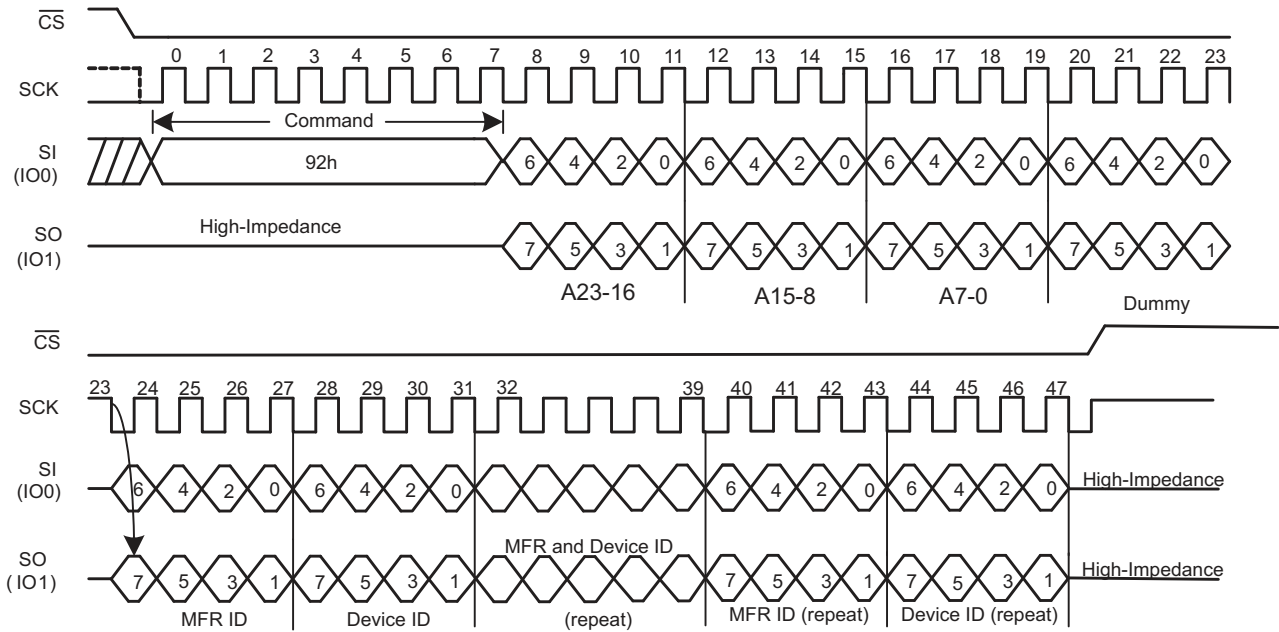 CS
0 1 2 3 4 5 6 7 8 9 10 11 12 13 14 15 16 17 18 19 20 21 22 23
SCK
Command
SI
(IO0)
92h
6 4 2 0 6 4 2 0 6 4 2 0 6 4 2 0
High-Impedance
SO
(IO1)
7 5 3 1 7 5 3 1 7 5 3 1 7 5 3 1
A23-16 A15-8 A7-0
Dummy
CS
23 24 25 26 27 28 29 30 31 32 39 40 41 42 43 44 45 46 47
SCK
SI
(IO0)
6 4 2 0 6 4 2 0 6 4 2 0 6 4 2 0
High-Impedance
MFR and Device ID
SO
(IO1)
7 5 3 1 7 5 3 1 7 5 3 1 7 5 3 1
High-Impedance
MFR ID Device ID (repeat) MFR ID (repeat) Device ID (repeat)